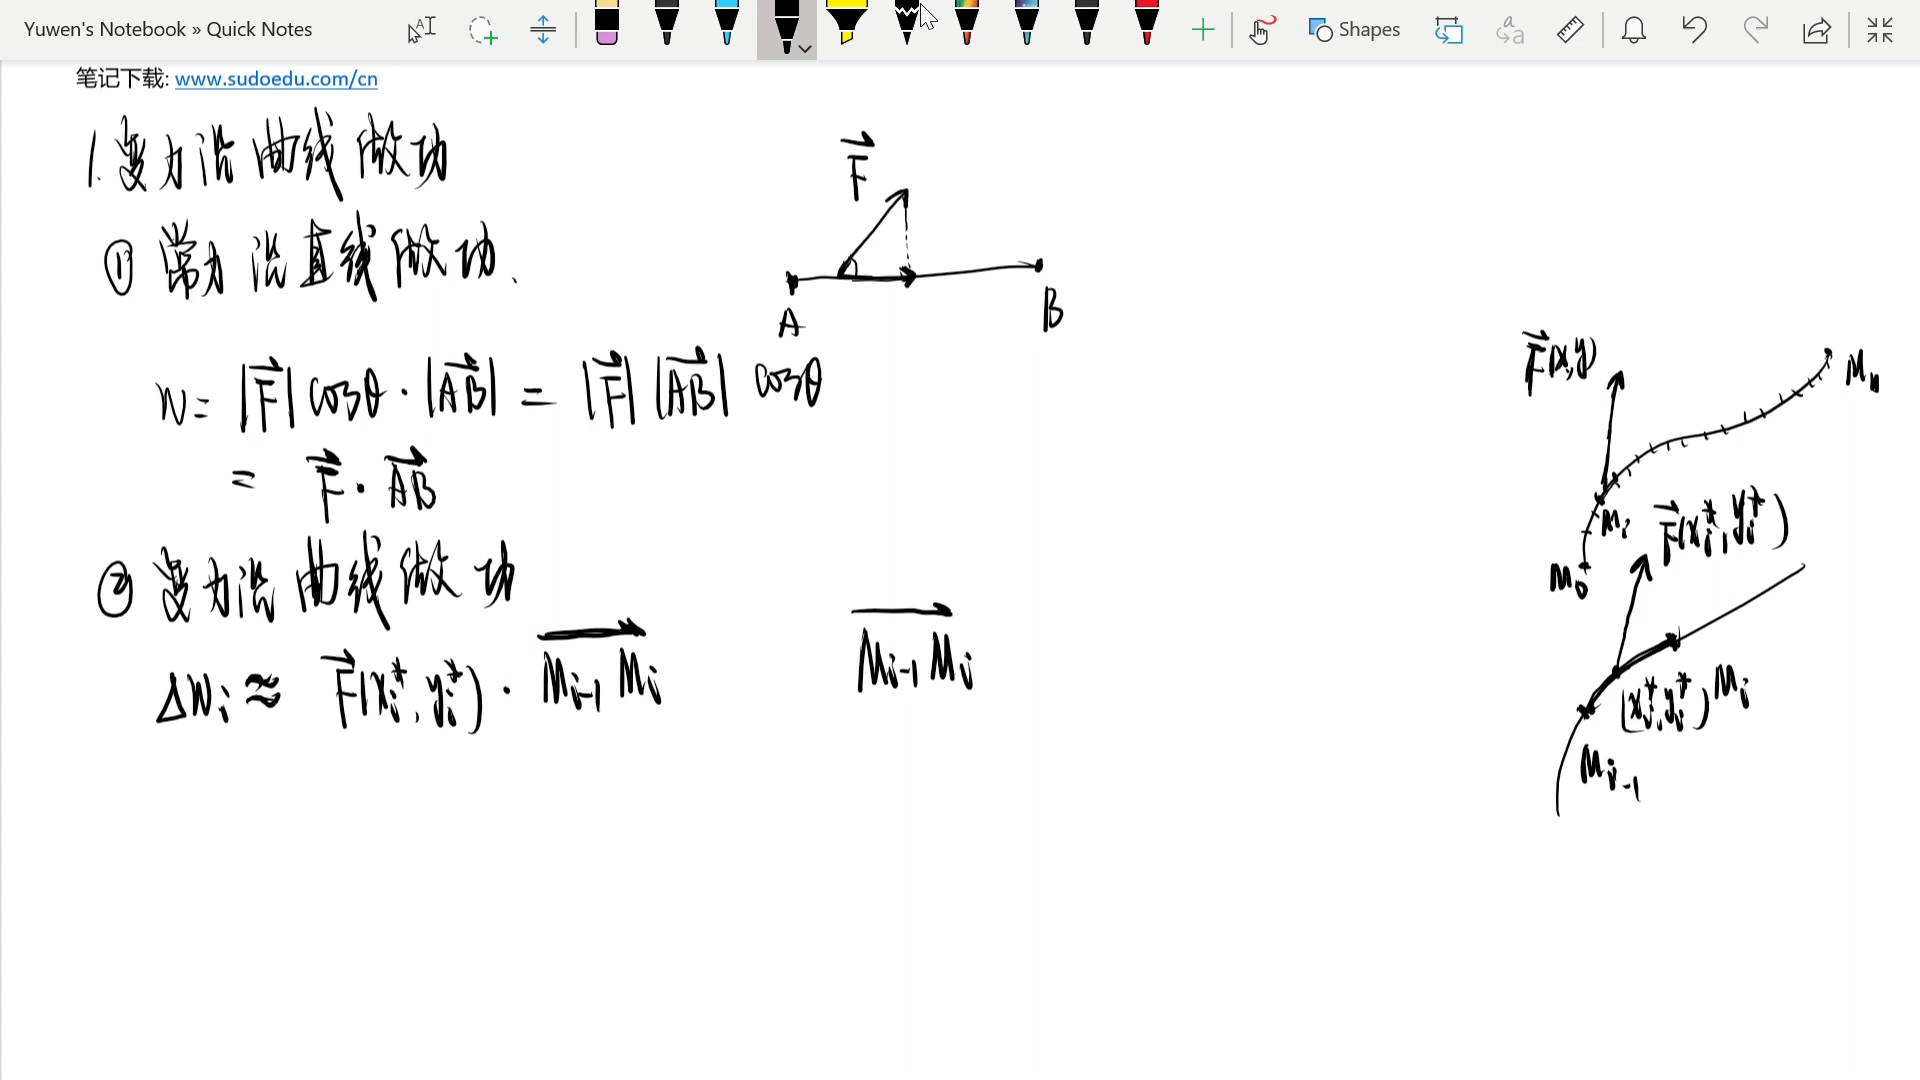 Yuwen's Notebook » Quick Notes
Shapes
笔记下载: www.sudoedu.com/cn
1. 变力沿曲线做功
① 常力沿直线做功.
F⃗
A
B
W = |F⃗| cosθ · |AB⃗| = |F⃗| |AB⃗| cosθ
= F⃗ · AB⃗
② 变力沿曲线做功
ΔWᵢ ≈ F⃗(xᵢ*, yᵢ*) · Mᵢ₋₁Mᵢ⃗
Mᵢ₋₁Mᵢ⃗
F⃗(x,y)
Mₙ
Mᵢ
M₀
F⃗(xᵢ*, yᵢ*)
(xᵢ*, yᵢ*) Mᵢ
Mᵢ₋₁